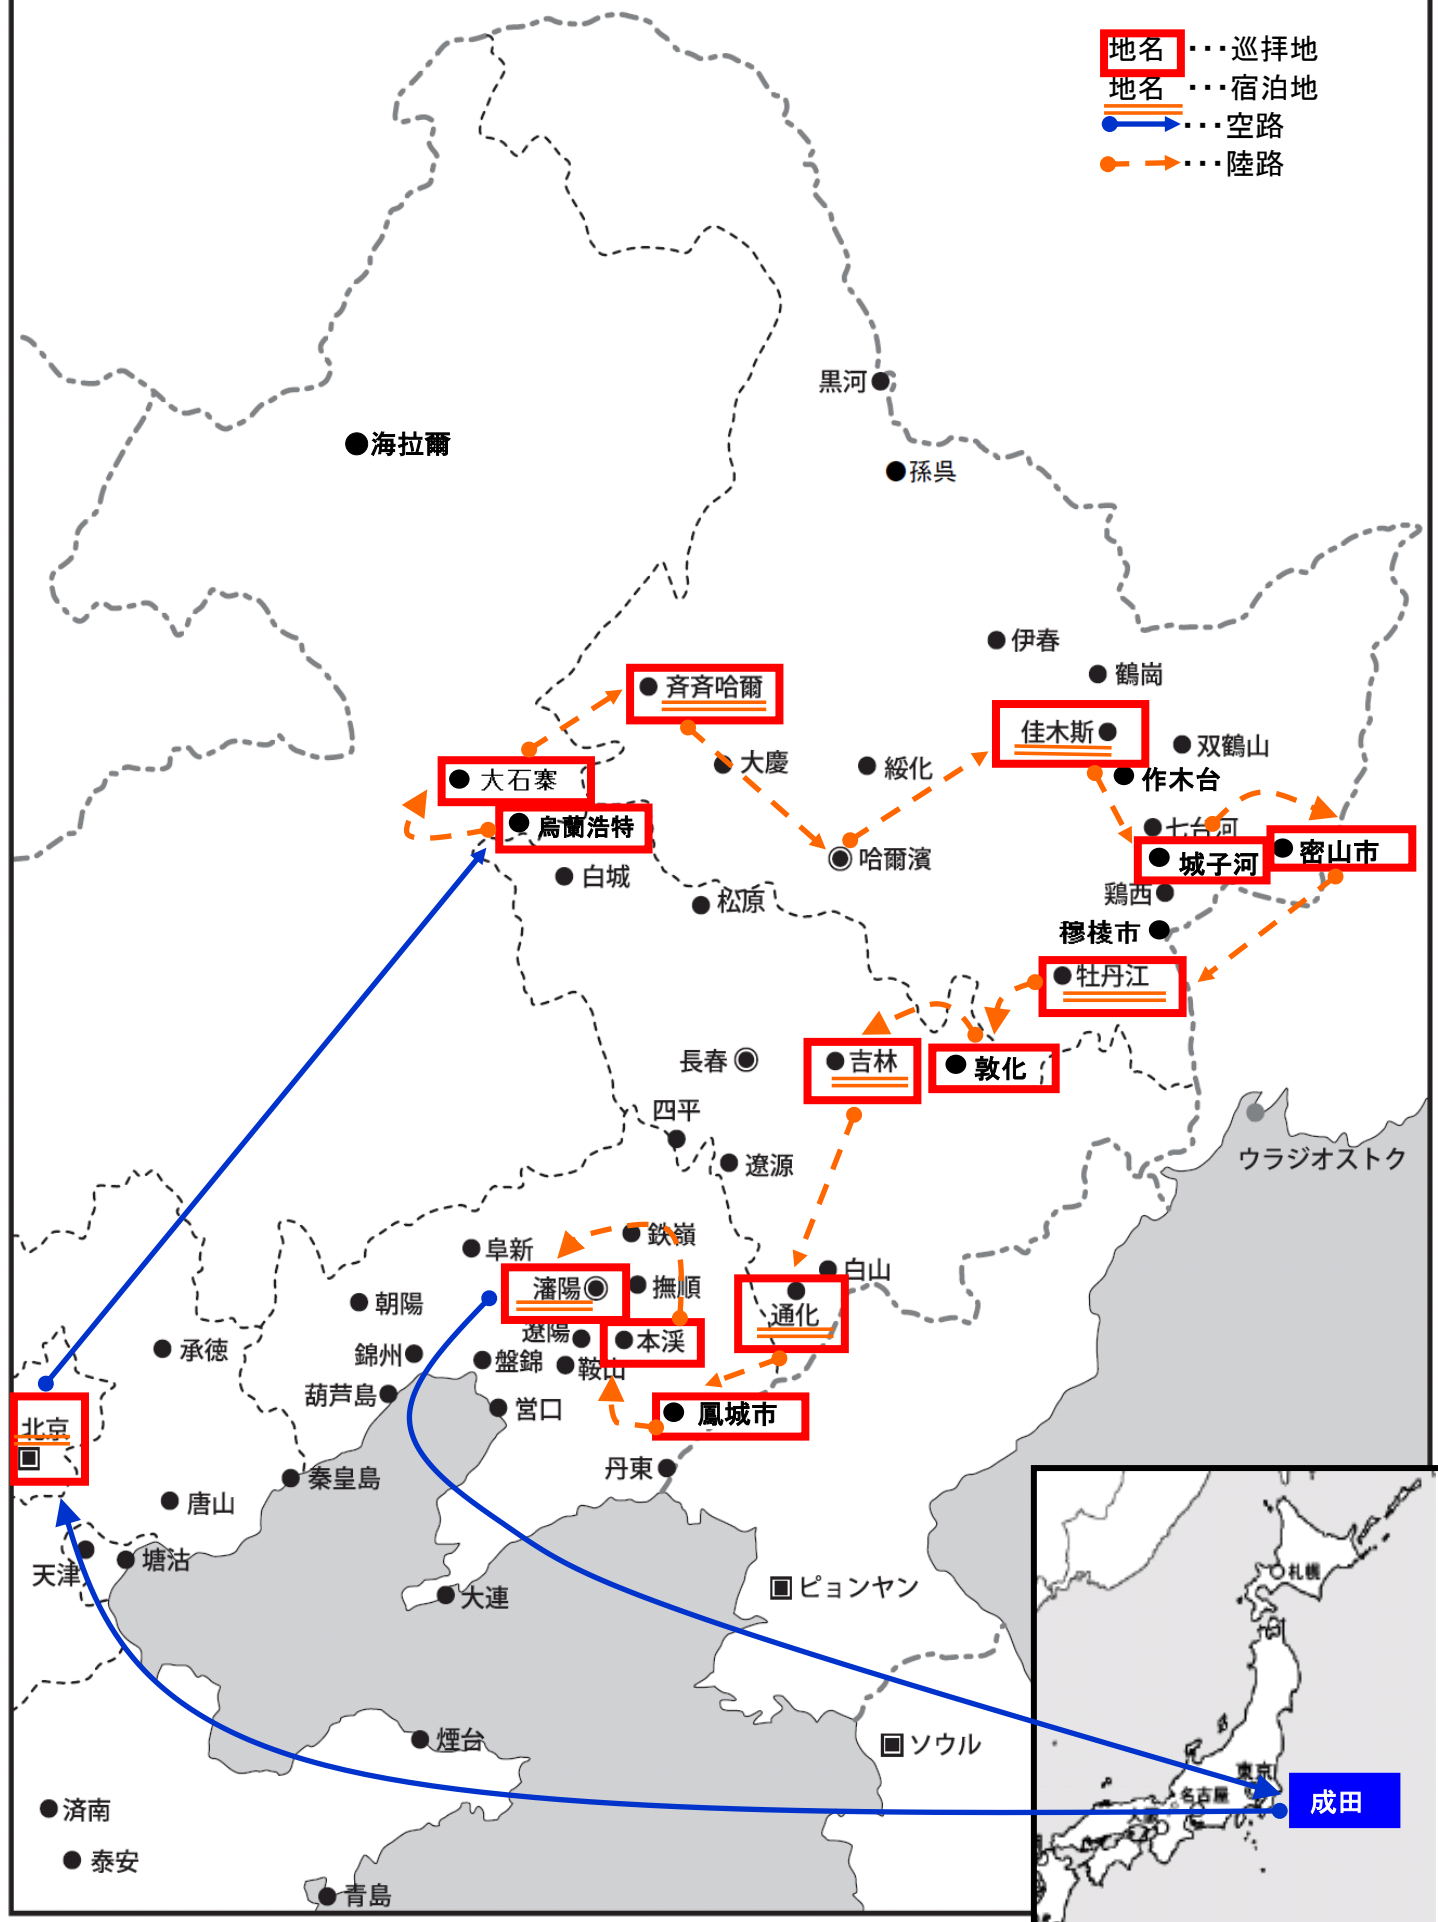 地名 ・・・巡拝地
地名 ・・・宿泊地
・・・空路
・・・陸路
黒河
海拉爾
孫呉
伊春
鶴崗
斉斉哈爾
佳木斯
双鶴山
大慶
綏化
作木台
大石寨
烏蘭浩特
七台河
哈爾濱
城子河
密山市
白城
松原
鶏西
穆棱市
牡丹江
長春
吉林
敦化
四平
遼源
ウラジオストク
鉄嶺
阜新
白山
瀋陽
撫順
朝陽
通化
遼陽
本渓
承徳
錦州
盤錦
鞍山
葫芦島
営口
鳳城市
北京
丹東
秦皇島
唐山
天津
塘沽
大連
ピョンヤン
札幌
煙台
ソウル
東京
名古屋
成田
済南
泰安
青島